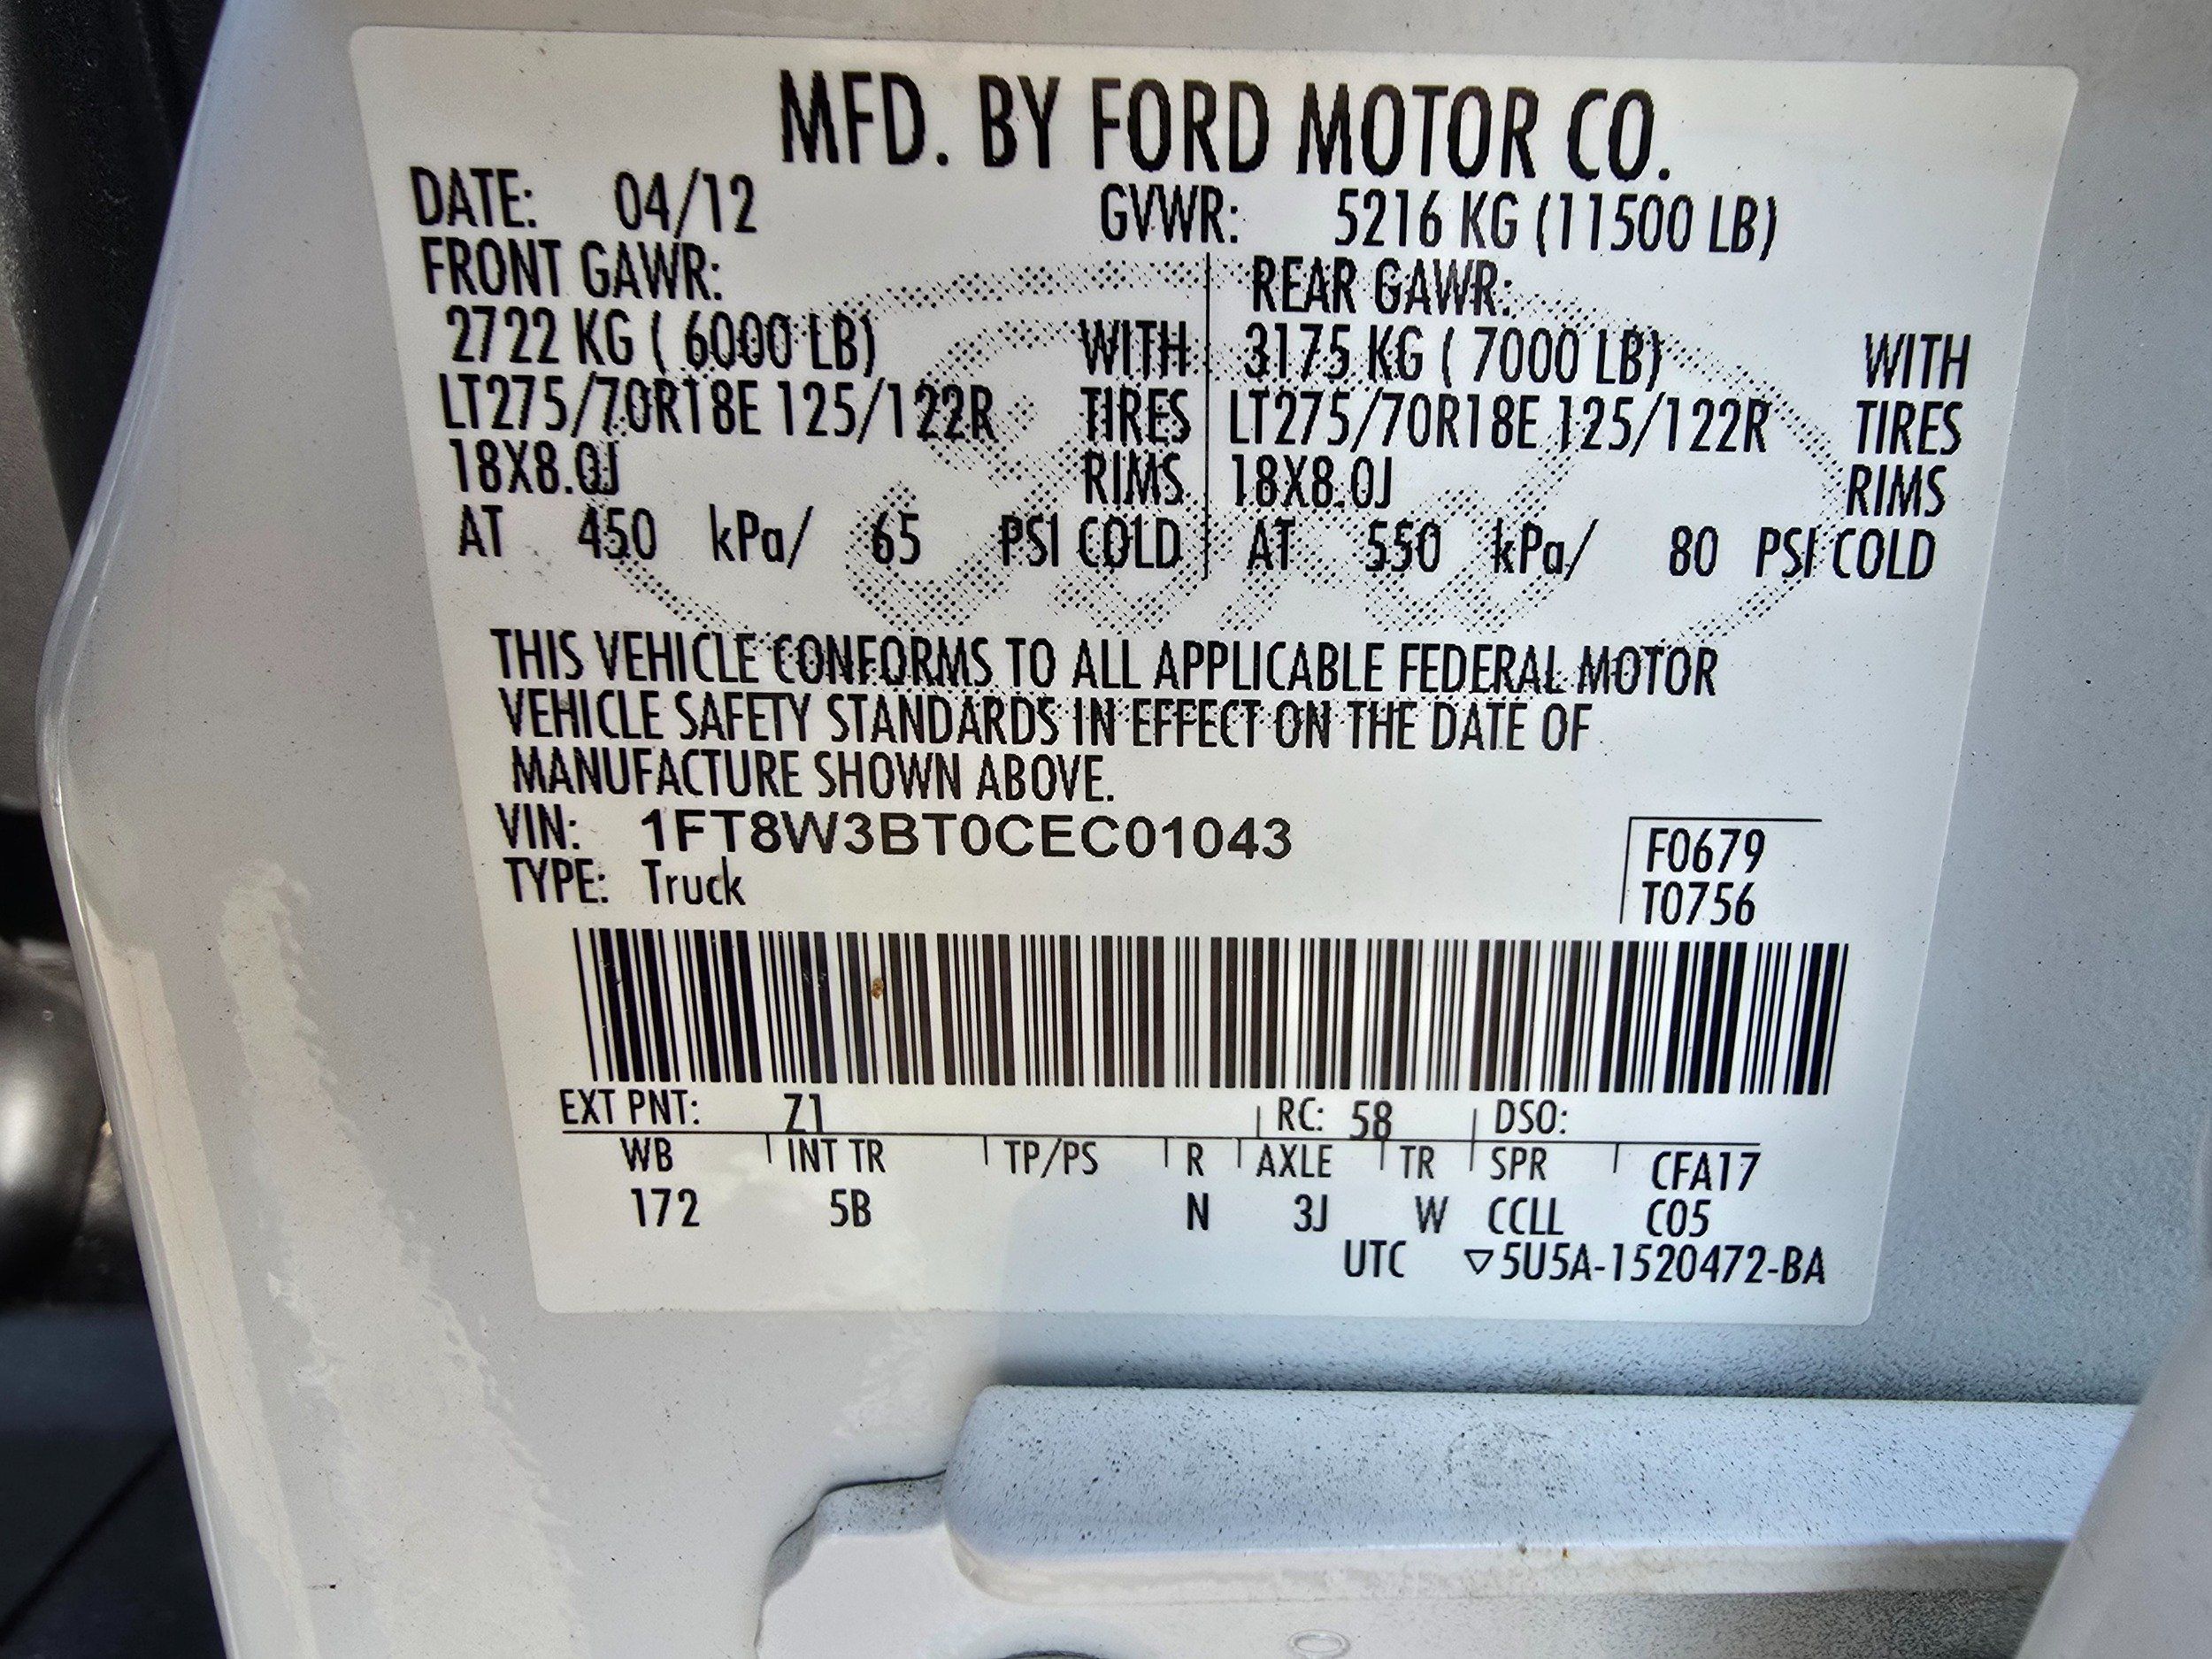 MFD. BY FORD MOTOR CO.
DATE: 04/12 GVWR: 5216 KG (11500 LB)
FRONT GAWR: REAR GAWR:
2722 KG ( 6000 LB) WITH 3175 KG ( 7000 LB) WITH
LT275/70R18E 125/122R TIRES LT275/70R18E 125/122R TIRES
18X8.0J RIMS 18X8.0J RIMS
AT 450 kPa/ 65 PSI COLD AT 550 kPa/ 80 PSI COLD
THIS VEHICLE CONFORMS TO ALL APPLICABLE FEDERAL MOTOR
VEHICLE SAFETY STANDARDS IN EFFECT ON THE DATE OF
MANUFACTURE SHOWN ABOVE.
VIN: 1FT8W3BT0CEC01043 F0679
TYPE: Truck T0756
EXT PNT: Z1 RC: 58 DSO:
WB INT TR TP/PS R AXLE TR SPR CFA17
172 5B N 3J W CCLL C05
UTC ▽5U5A-1520472-BA